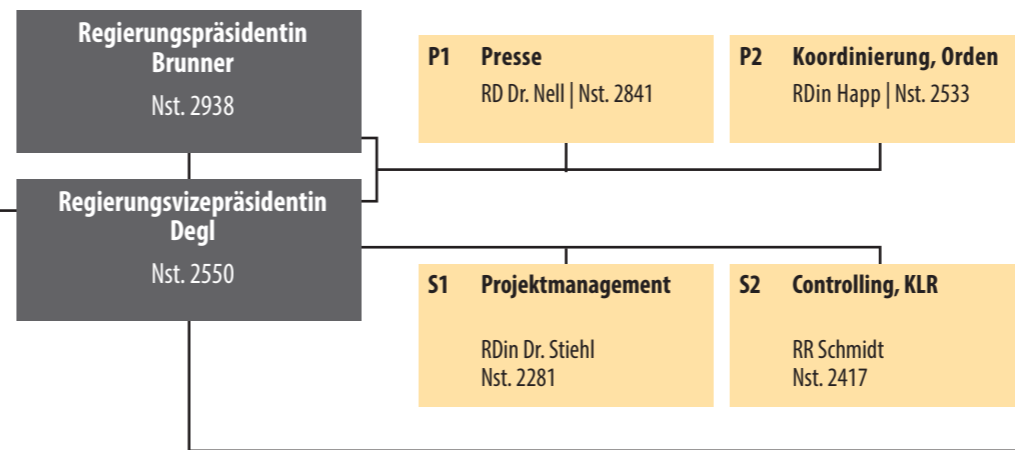 Regierungspräsidentin
Brunner
Nst. 2938
P1 Presse
RD Dr. Nell | Nst. 2841
P2 Koordinierung, Orden
RDin Happ | Nst. 2533
Regierungsvizepräsidentin
Degl
Nst. 2550
S1 Projektmanagement
RDin Dr. Stiehl
Nst. 2281
S2 Controlling, KLR
RR Schmidt
Nst. 2417